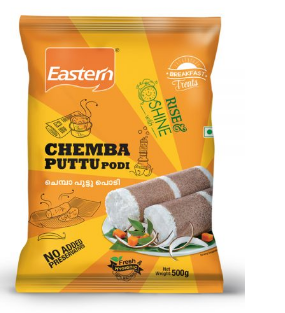 Eastern
BREAKFAST
Treats
RISE &
SHINE
CHEMBA
PUTTU PODI
ചെമ്പാ പുട്ടു പൊടി
NO ADDED
PRESERVATIVES
Fresh
Net
Weight: 500g